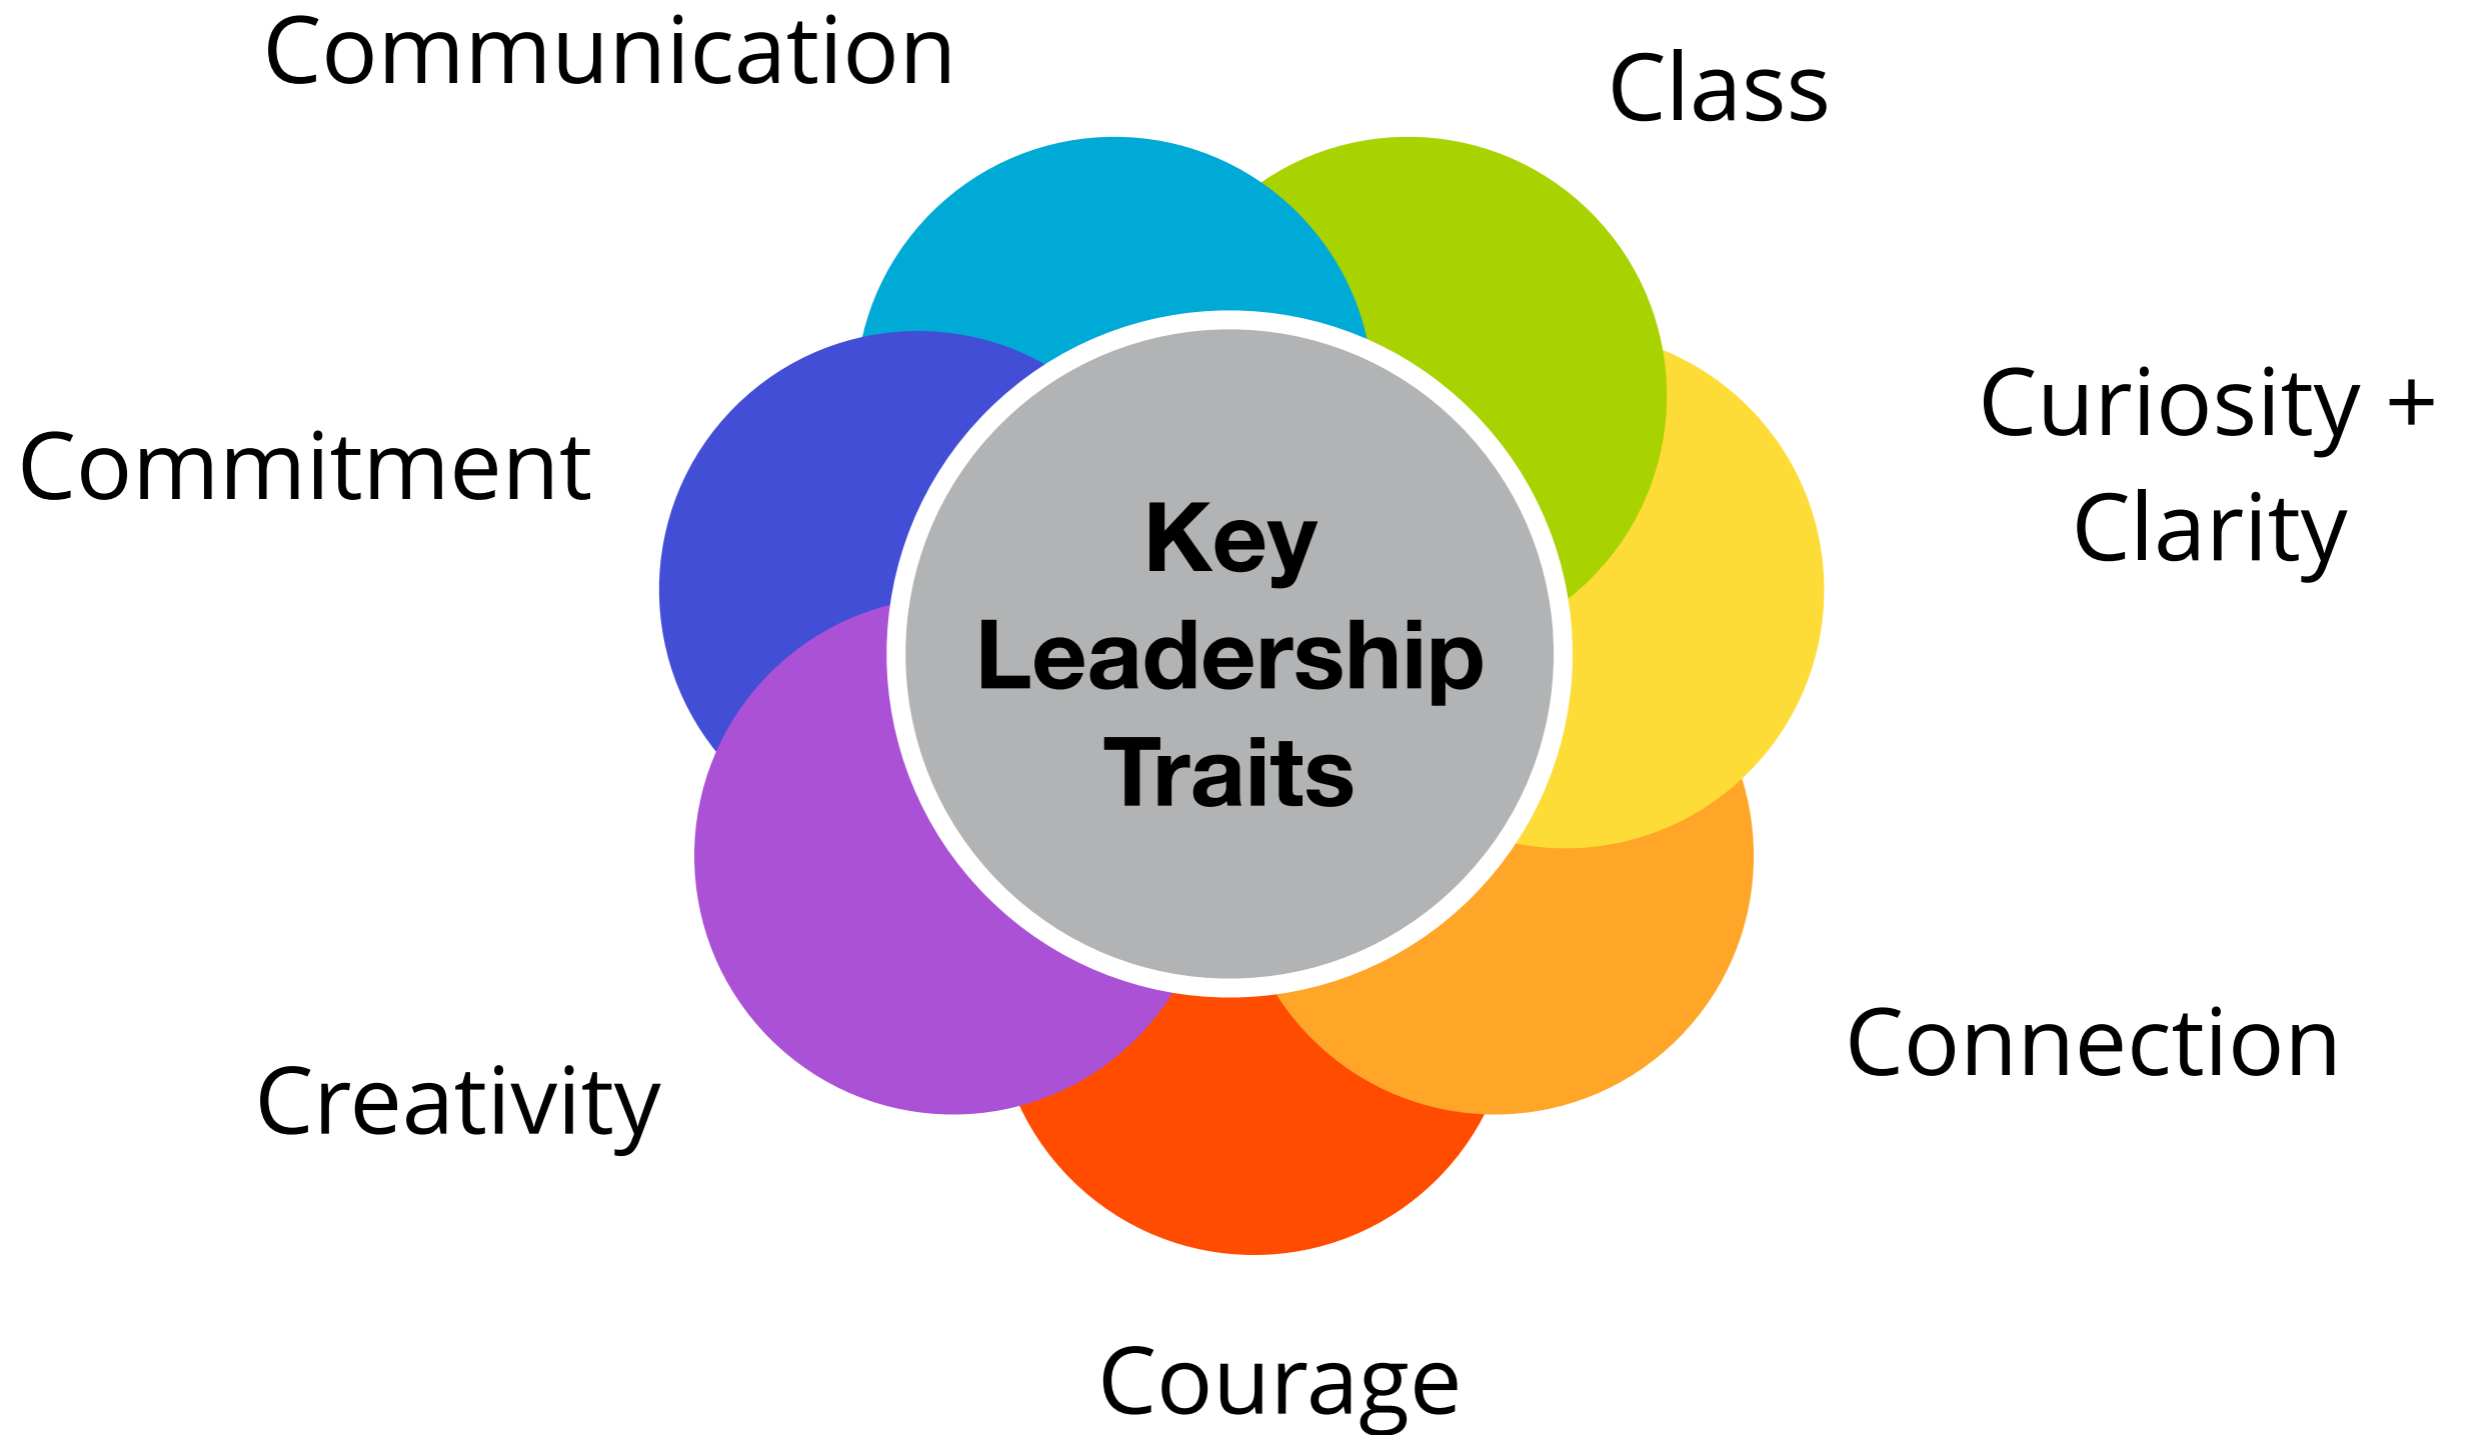 Communication
Class
Curiosity +
Clarity
Commitment
Key
Leadership
Traits
Connection
Creativity
Courage